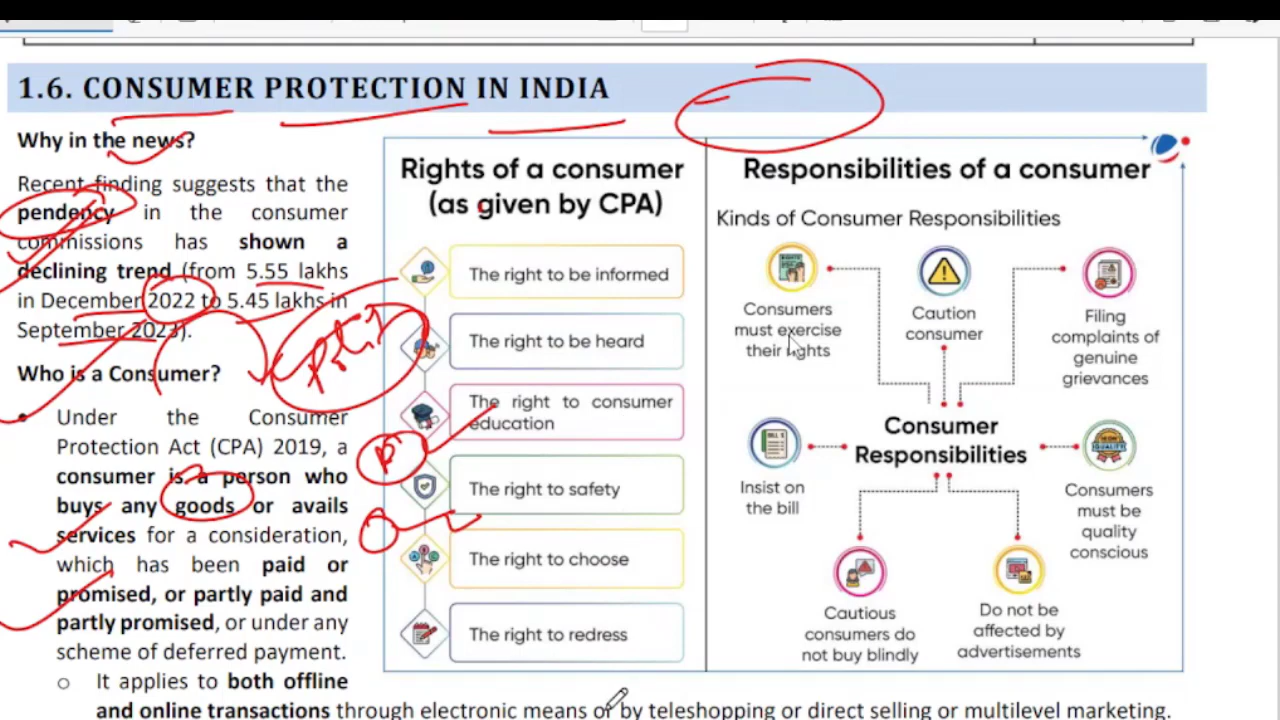 1.6. CONSUMER PROTECTION IN INDIA
Why in the news?
Recent finding suggests that the
pendency in the consumer
commissions has shown a
declining trend (from 5.55 lakhs
in December 2022 to 5.45 lakhs in
September 2023).
Who is a Consumer?
• Under the Consumer
Protection Act (CPA) 2019, a
consumer is a person who
buys any goods or avails
services for a consideration,
which has been paid or
promised, or partly paid and
partly promised, or under any
scheme of deferred payment.
o It applies to both offline
and online transactions through electronic means or by teleshopping or direct selling or multilevel marketing.
Rights of a consumer
(as given by CPA)
The right to be informed
The right to be heard
The right to consumer
education
The right to safety
The right to choose
The right to redress
Responsibilities of a consumer
Kinds of Consumer Responsibilities
Consumers
must exercise
their rights
Caution
consumer
Filing
complaints of
genuine
grievances
Consumer
Responsibilities
Insist on
the bill
Consumers
must be
quality
conscious
Cautious
consumers do
not buy blindly
Do not be
affected by
advertisements